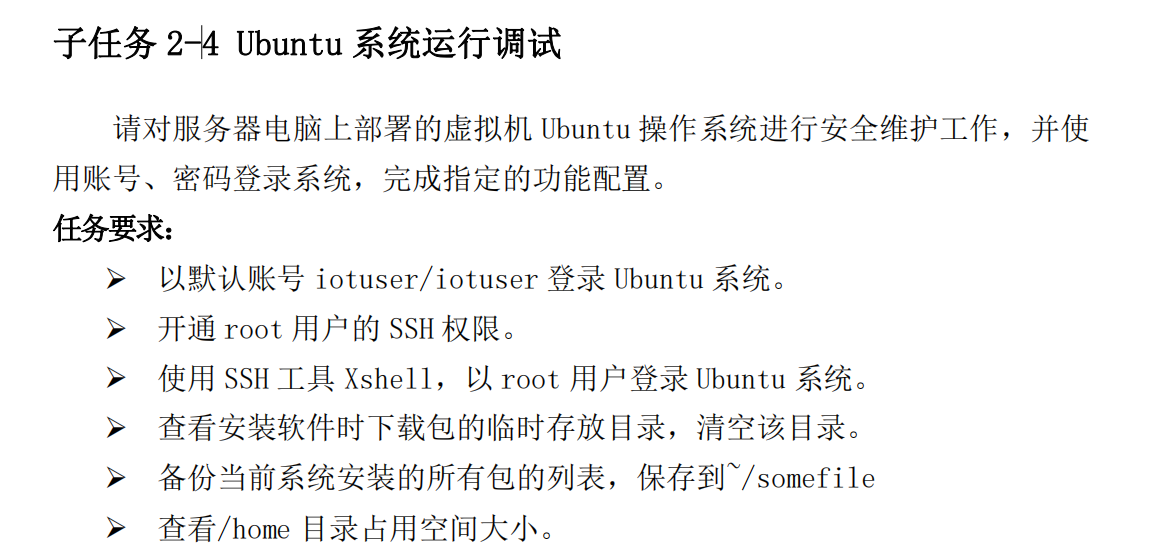 子任务 2-4 Ubuntu 系统运行调试
请对服务器电脑上部署的虚拟机 Ubuntu 操作系统进行安全维护工作，并使
用账号、密码登录系统，完成指定的功能配置。
任务要求：
➢ 以默认账号 iotuser/iotuser 登录 Ubuntu 系统。
➢ 开通 root 用户的 SSH 权限。
➢ 使用 SSH 工具 Xshell，以 root 用户登录 Ubuntu 系统。
➢ 查看安装软件时下载包的临时存放目录，清空该目录。
➢ 备份当前系统安装的所有包的列表，保存到~/somefile
➢ 查看/home 目录占用空间大小。